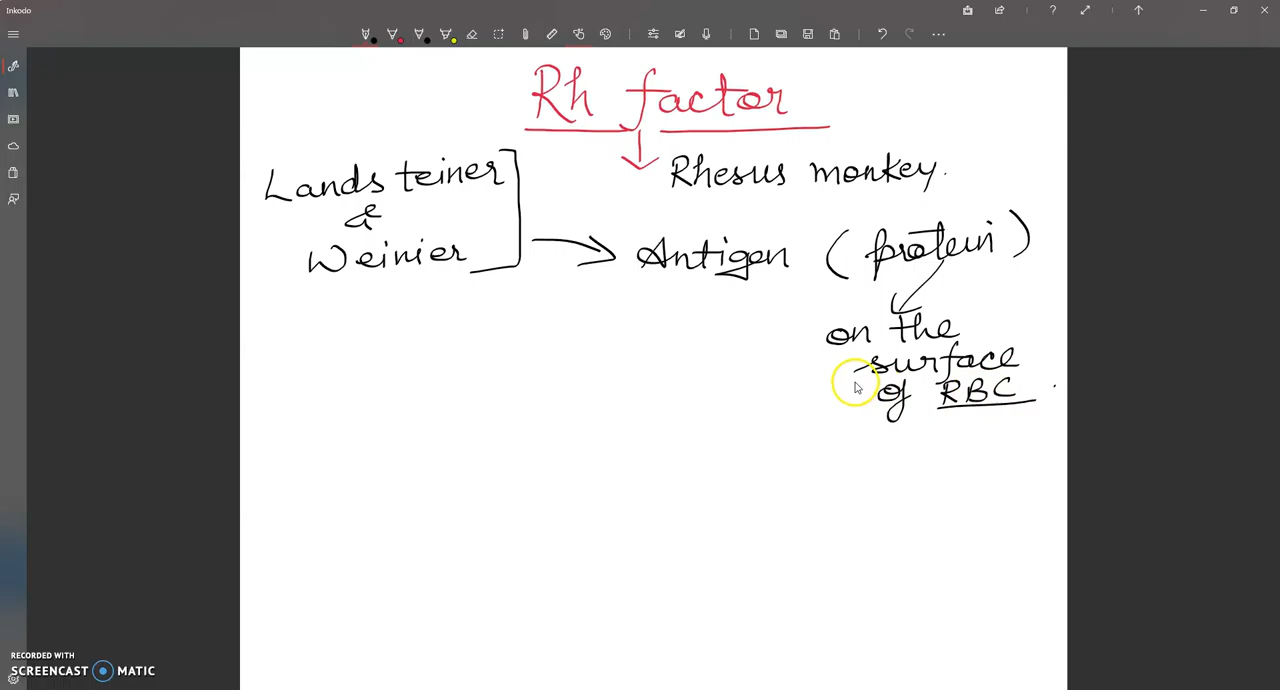 Inkodo
Rh factor
Rhesus monkey.
Landsteiner
&
Weinier
Antigen (protein)
on the
surface
of RBC
RECORDED WITH
SCREENCAST MATIC